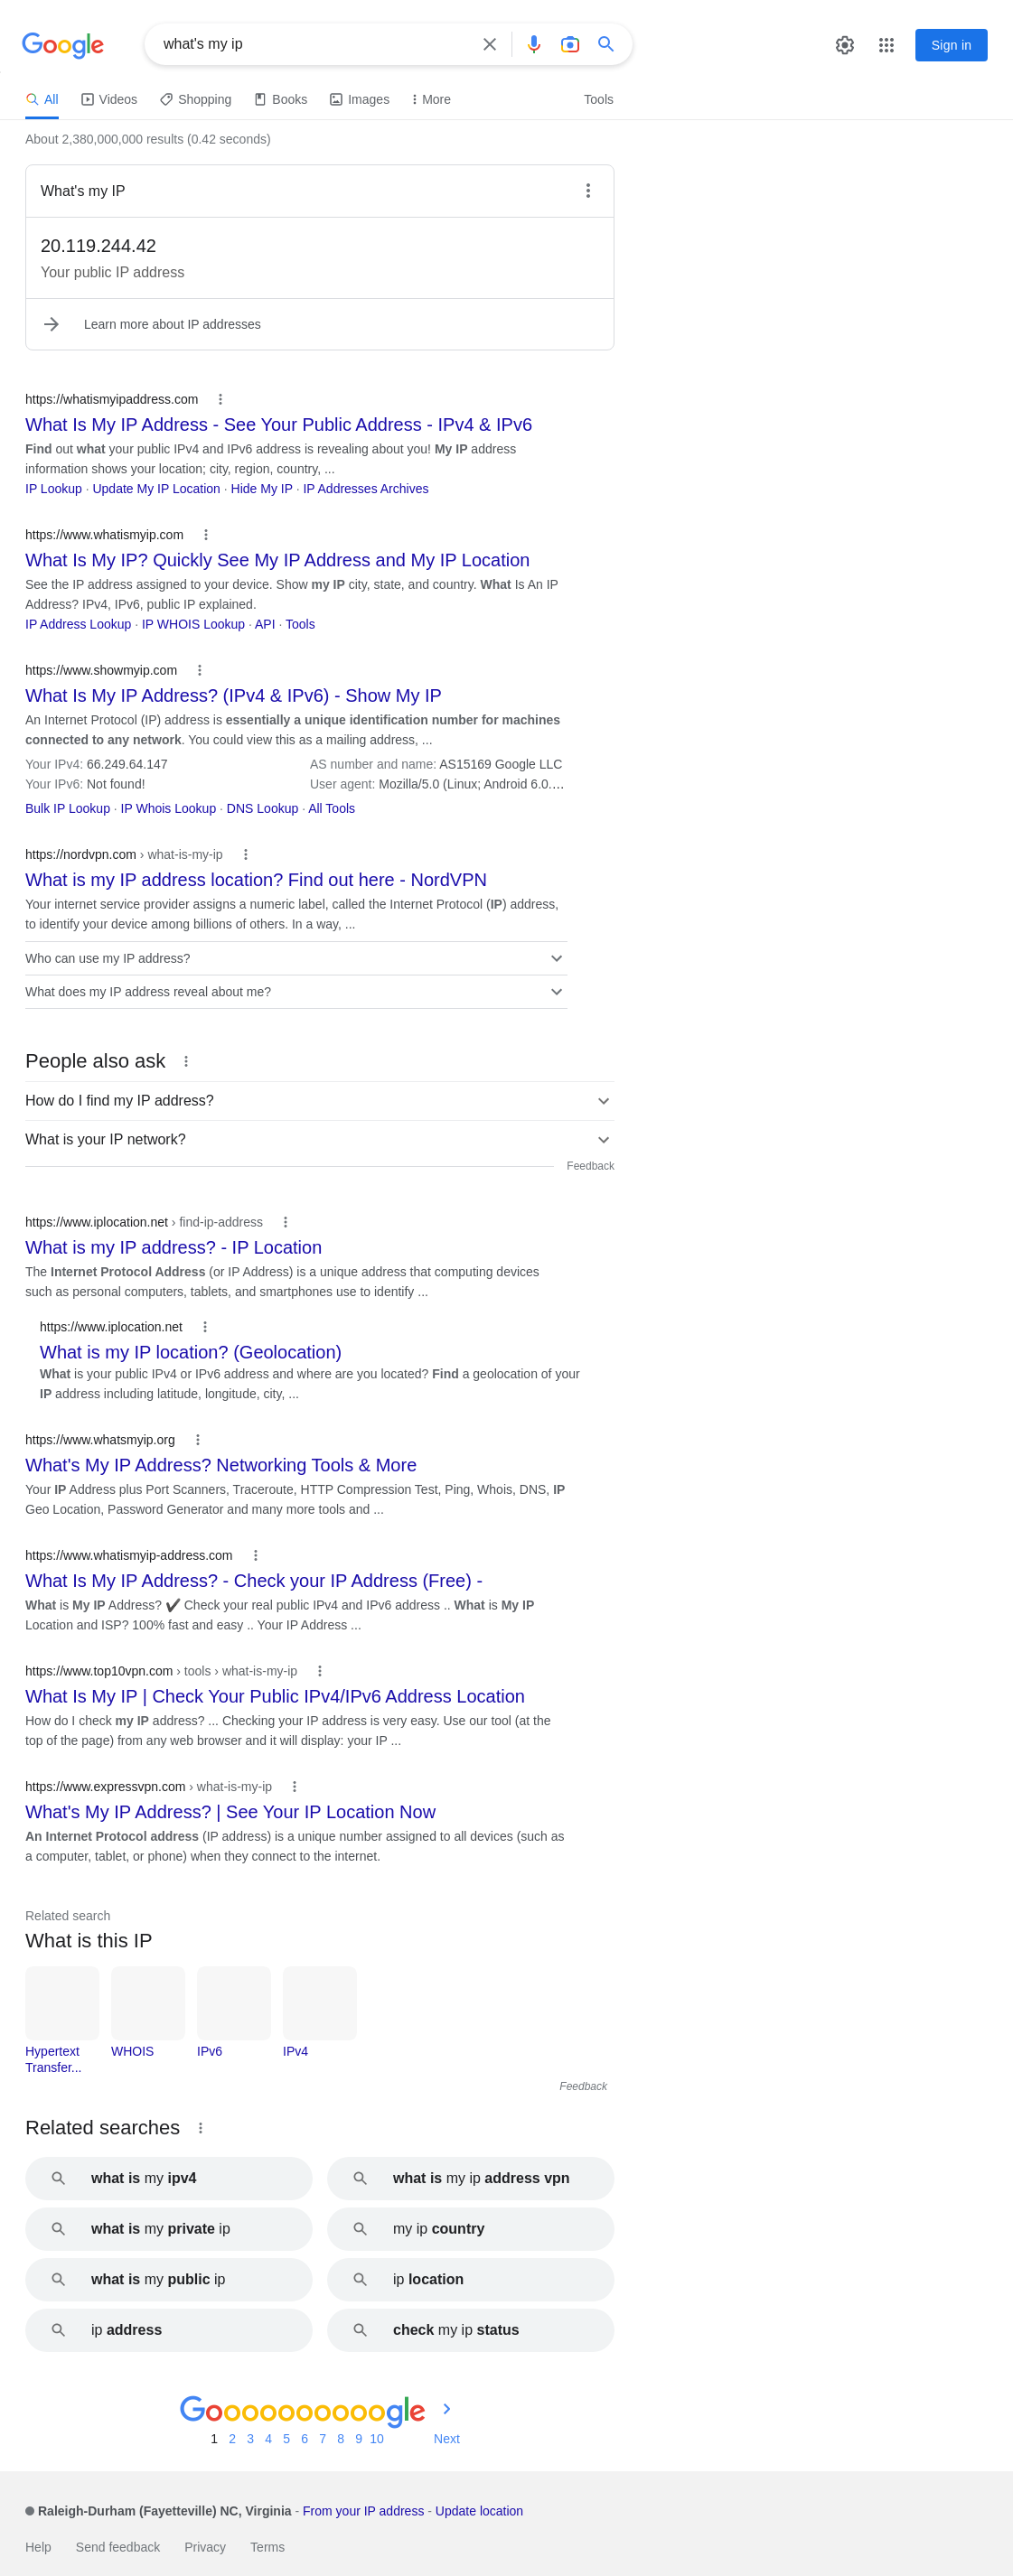 Google
what's my ip
Sign in
All
Videos
Shopping
Books
Images
More
Tools
About 2,380,000,000 results (0.42 seconds)
What's my IP
20.119.244.42
Your public IP address
Learn more about IP addresses
https://whatismyipaddress.com
What Is My IP Address - See Your Public Address - IPv4 & IPv6
Find out what your public IPv4 and IPv6 address is revealing about you! My IP address
information shows your location; city, region, country, ...
IP Lookup · Update My IP Location · Hide My IP · IP Addresses Archives
https://www.whatismyip.com
What Is My IP? Quickly See My IP Address and My IP Location
See the IP address assigned to your device. Show my IP city, state, and country. What Is An IP
Address? IPv4, IPv6, public IP explained.
IP Address Lookup · IP WHOIS Lookup · API · Tools
https://www.showmyip.com
What Is My IP Address? (IPv4 & IPv6) - Show My IP
An Internet Protocol (IP) address is essentially a unique identification number for machines
connected to any network. You could view this as a mailing address, ...
Your IPv4: 66.249.64.147
AS number and name: AS15169 Google LLC
Your IPv6: Not found!
User agent: Mozilla/5.0 (Linux; Android 6.0....
Bulk IP Lookup · IP Whois Lookup · DNS Lookup · All Tools
https://nordvpn.com › what-is-my-ip
What is my IP address location? Find out here - NordVPN
Your internet service provider assigns a numeric label, called the Internet Protocol (IP) address,
to identify your device among billions of others. In a way, ...
Who can use my IP address?
What does my IP address reveal about me?
People also ask
How do I find my IP address?
What is your IP network?
Feedback
https://www.iplocation.net › find-ip-address
What is my IP address? - IP Location
The Internet Protocol Address (or IP Address) is a unique address that computing devices
such as personal computers, tablets, and smartphones use to identify ...
https://www.iplocation.net
What is my IP location? (Geolocation)
What is your public IPv4 or IPv6 address and where are you located? Find a geolocation of your
IP address including latitude, longitude, city, ...
https://www.whatsmyip.org
What's My IP Address? Networking Tools & More
Your IP Address plus Port Scanners, Traceroute, HTTP Compression Test, Ping, Whois, DNS, IP
Geo Location, Password Generator and many more tools and ...
https://www.whatismyip-address.com
What Is My IP Address? - Check your IP Address (Free) -
What is My IP Address? ✔ Check your real public IPv4 and IPv6 address .. What is My IP
Location and ISP? 100% fast and easy .. Your IP Address ...
https://www.top10vpn.com › tools › what-is-my-ip
What Is My IP | Check Your Public IPv4/IPv6 Address Location
How do I check my IP address? ... Checking your IP address is very easy. Use our tool (at the
top of the page) from any web browser and it will display: your IP ...
https://www.expressvpn.com › what-is-my-ip
What's My IP Address? | See Your IP Location Now
An Internet Protocol address (IP address) is a unique number assigned to all devices (such as
a computer, tablet, or phone) when they connect to the internet.
Related search
What is this IP
Hypertext
Transfer...
WHOIS
IPv6
IPv4
Feedback
Related searches
what is my ipv4
what is my ip address vpn
what is my private ip
my ip country
what is my public ip
ip location
ip address
check my ip status
Goooooooooogle
1 2 3 4 5 6 7 8 9 10 Next
Raleigh-Durham (Fayetteville) NC, Virginia - From your IP address - Update location
Help Send feedback Privacy Terms